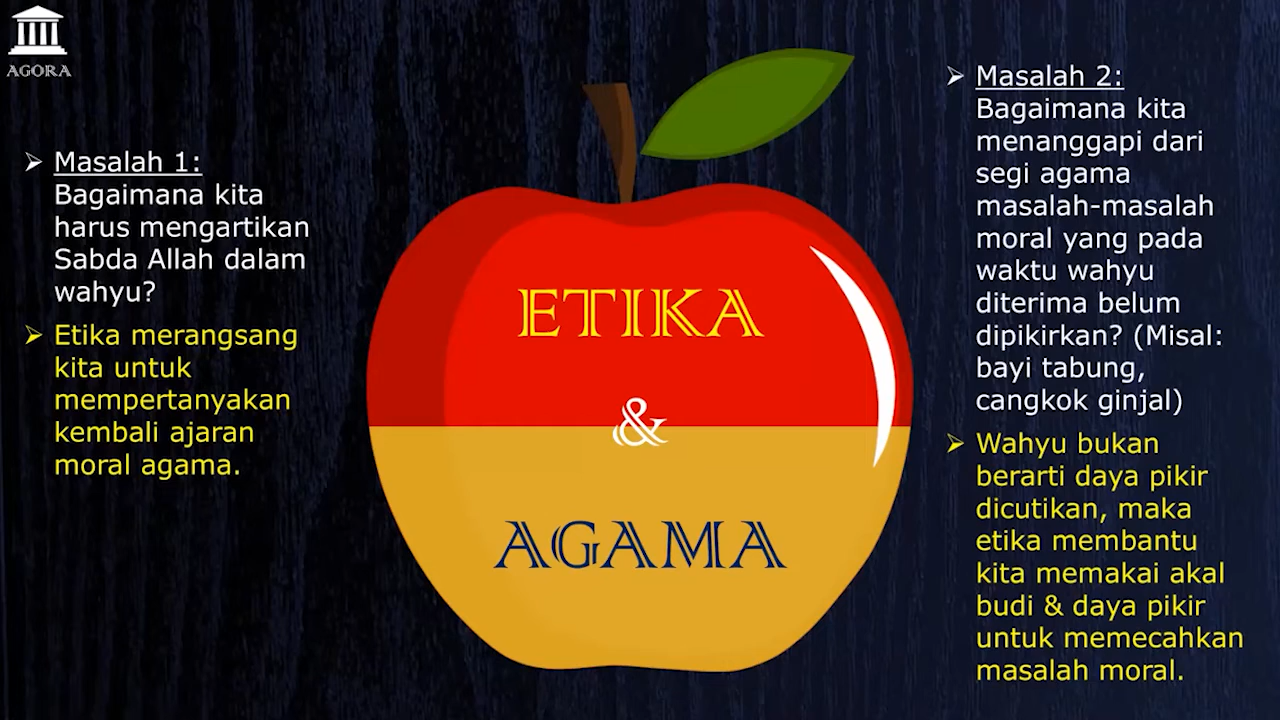 AGORA
➢ Masalah 1:
Bagaimana kita
harus mengartikan
Sabda Allah dalam
wahyu?
➢ Etika merangsang
kita untuk
mempertanyakan
kembali ajaran
moral agama.
ETIKA
&
AGAMA
➢ Masalah 2:
Bagaimana kita
menanggapi dari
segi agama
masalah-masalah
moral yang pada
waktu wahyu
diterima belum
dipikirkan? (Misal:
bayi tabung,
cangkok ginjal)
➢ Wahyu bukan
berarti daya pikir
dicutikan, maka
etika membantu
kita memakai akal
budi & daya pikir
untuk memecahkan
masalah moral.